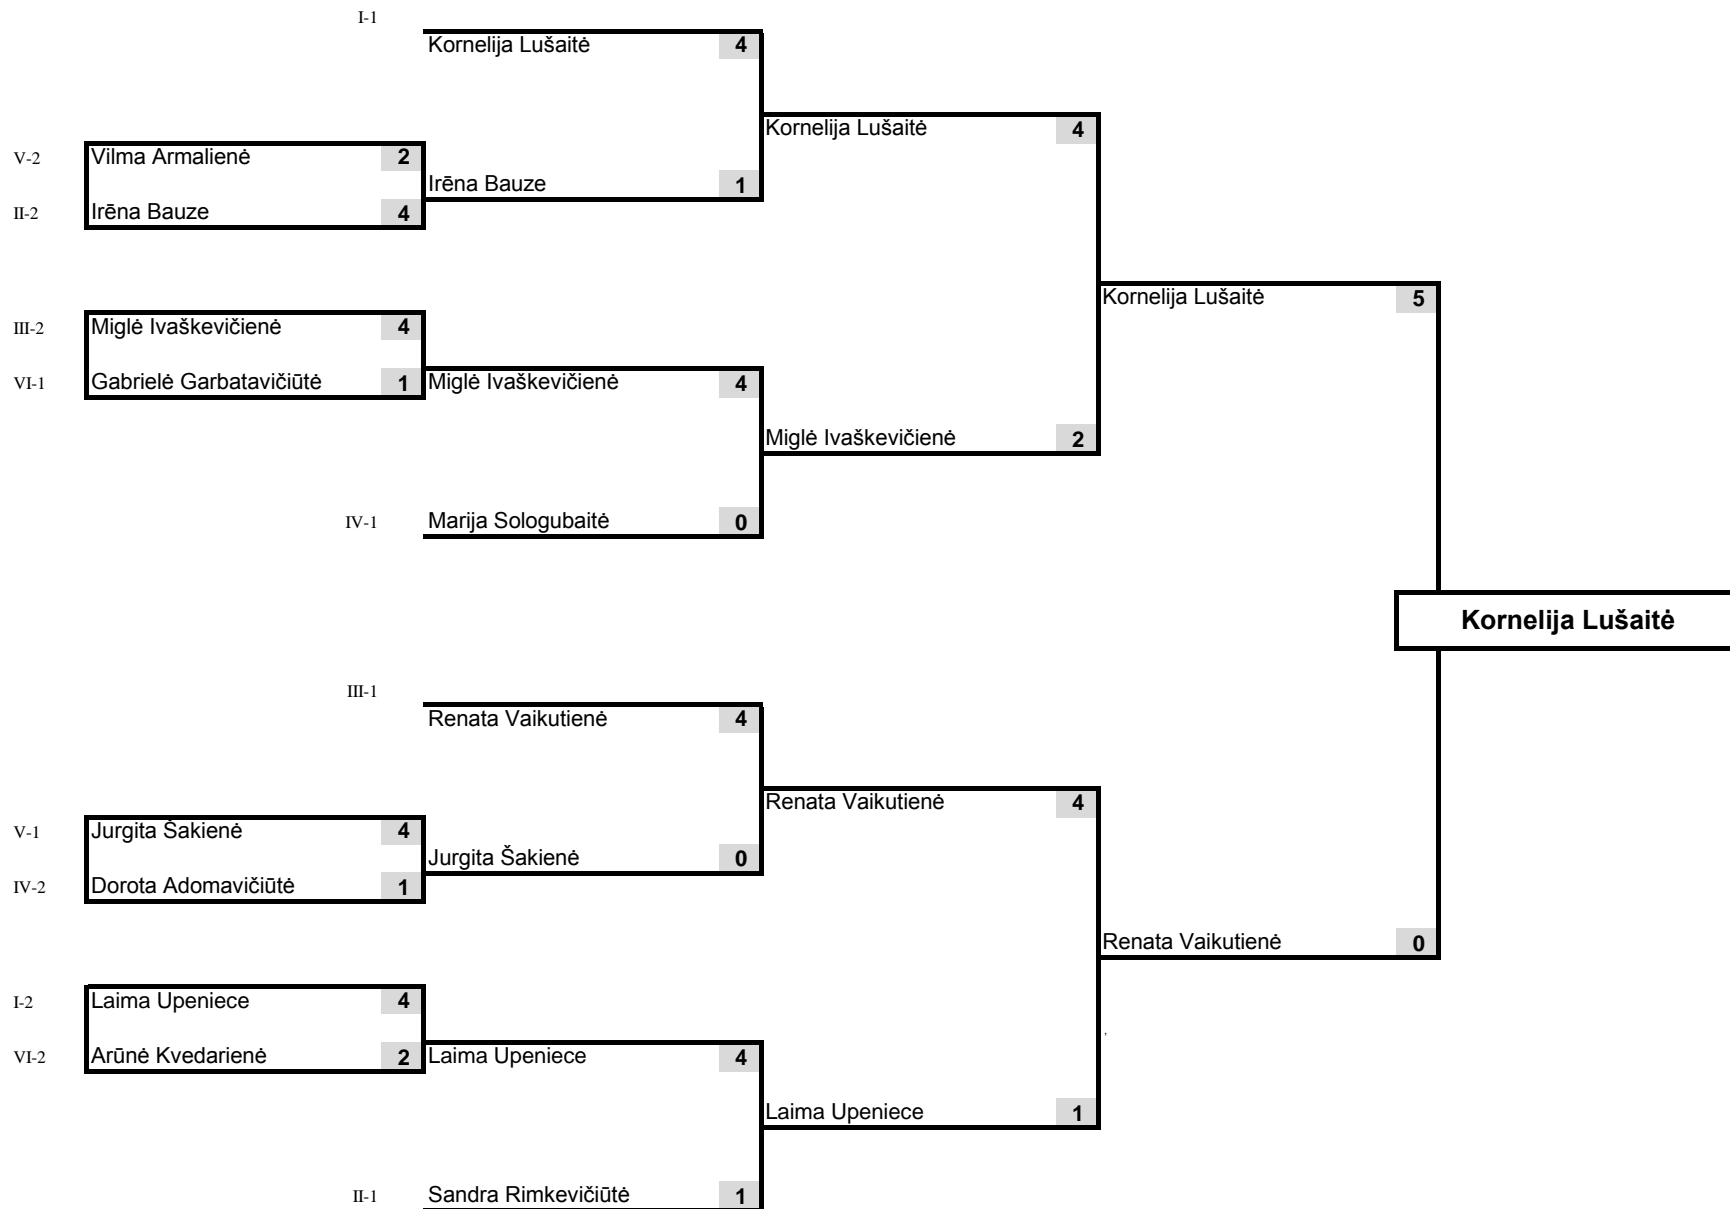 I-1
Kornelija Lušaitė 4
Kornelija Lušaitė 4
V-2 Vilma Armalienė 2
Irēna Bauze 1
II-2 Irēna Bauze 4
Kornelija Lušaitė 5
III-2 Miglė Ivaškevičienė 4
VI-1 Gabrielė Garbatavičiūtė 1 Miglė Ivaškevičienė 4
Miglė Ivaškevičienė 2
IV-1 Marija Sologubaitė 0
Kornelija Lušaitė
III-1
Renata Vaikutienė 4
Renata Vaikutienė 4
V-1 Jurgita Šakienė 4
Jurgita Šakienė 0
IV-2 Dorota Adomavičiūtė 1
Renata Vaikutienė 0
I-2 Laima Upeniece 4
VI-2 Arūnė Kvedarienė 2 Laima Upeniece 4
Laima Upeniece 1
II-1 Sandra Rimkevičiūtė 1